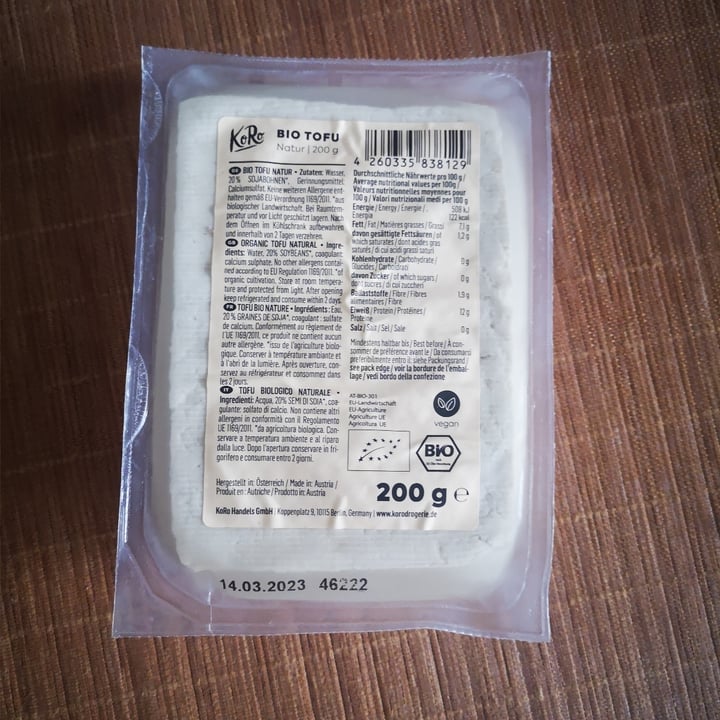 KoRo
BIO TOFU
Natur | 200 g
4 260335 838129
DE BIO TOFU NATUR • Zutaten: Wasser,
20% SOJABOHNEN*, Gerinnungsmittel:
Calciumsulfat. Keine weiteren Allergene ent-
halten gemäß EU-Verordnung 1169/2011. *aus
biologischer Landwirtschaft. Bei Raumtem-
peratur und vor Licht geschützt lagern. Nach
dem Öffnen im Kühlschrank aufbewahren
und innerhalb von 2 Tagen verzehren.
GB ORGANIC TOFU NATURAL • Ingre-
dients: Water, 20% SOYBEANS*, coagulant:
calcium sulphate. No other allergens contai-
ned according to EU Regulation 1169/2011. *of
organic cultivation. Store at room tempera-
ture and protected from light. After opening,
keep refrigerated and consume within 2 days.
FR TOFU BIO NATURE • Ingrédients: Eau,
20% GRAINES DE SOJA*, coagulant : sulfate
de calcium. Conformément au règlement de
l'UE 1169/2011, ce produit ne contient aucun
autre allergène. *issu de l'agriculture biolo-
gique. Conserver à température ambiante et
à l'abri de la lumière. Après ouverture, con-
servez au réfrigérateur et consommez dans
les 2 jours.
IT TOFU BIOLOGICO NATURALE •
Ingredienti: Acqua, 20% SEMI DI SOIA*, coa-
gulante: solfato di calcio. Non contiene altri
allergeni in conformità con il Regolamento
UE 1169/2011. *da agricoltura biologica. Con-
servare a temperatura ambiente e al riparo
dalla luce. Dopo l'apertura conservare in fri-
gorifero e consumare entro 2 giorni.
Hergestellt in: Österreich / Made in: Austria /
Produit en : Autriche / Prodotto in: Austria
Durchschnittliche Nährwerte pro 100 g /
Average nutritional values per 100g /
Valeurs nutritionnelles moyennes pour
100 g / Valori nutrizionali medi per 100 g
Energie / Energy / Énergie / 508 kJ
Energia 122 kcal
Fett / Fat / Matières grasses / Grassi 7,1 g
davon gesättigte Fettsäuren / of 1,2 g
which saturates / dont acides gras
saturés / di cui acidi grassi saturi
Kohlenhydrate / Carbohydrate / 0 g
Glucides / Carboidrati
davon Zucker / of which sugars / 0 g
dont sucres / di cui zuccheri
Ballaststoffe / Fibre / Fibres 1,9 g
alimentaires / Fibre
Eiweiß / Protein / Protéines / 12 g
Proteine
Salz / Salt / Sel / Sale 0 g
Mindestens haltbar bis / Best before / À con-
sommer de préférence avant le / Da consumarsi
preferibilmente entro il: siehe Packungsrand /
see pack edge / voir la bordure de l'embal-
lage / vedi bordo della confezione
AT-BIO-301
EU-Landwirtschaft
EU-Agriculture
Agriculture UE
Agricoltura UE
vegan
Bio
200 g e
KoRo Handels GmbH | Koppenplatz 9, 10115 Berlin, Germany | www.korodrogerie.de
14.03.2023 46222